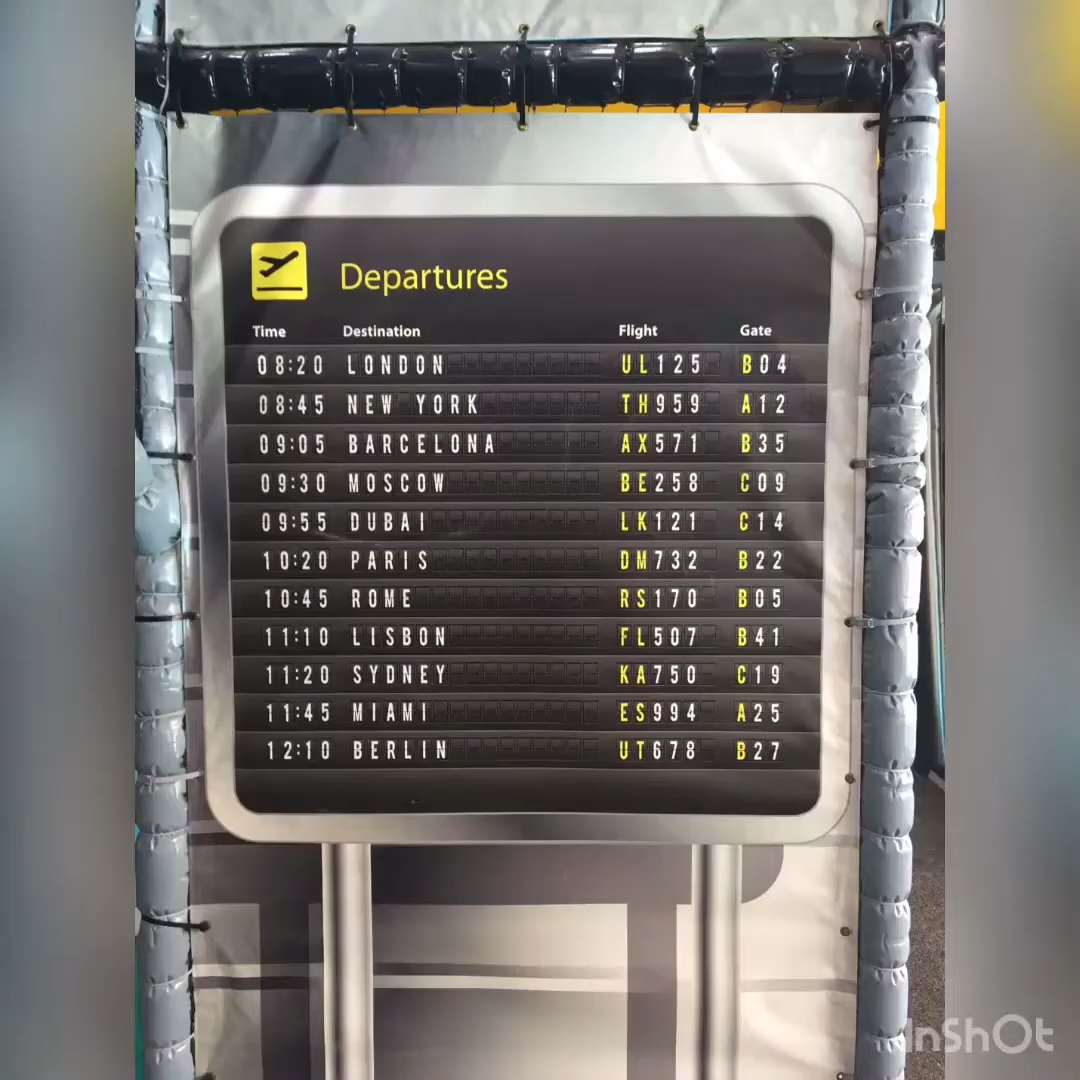 Departures
Time Destination Flight Gate
08:20 LONDON UL125 B04
08:45 NEW YORK TH959 A12
09:05 BARCELONA AX571 B35
09:30 MOSCOW BE258 C09
09:55 DUBAI LK121 C14
10:20 PARIS DM732 B22
10:45 ROME RS170 B05
11:10 LISBON FL507 B41
11:20 SYDNEY KA750 C19
11:45 MIAMI ES994 A25
12:10 BERLIN UT678 B27
InShOt